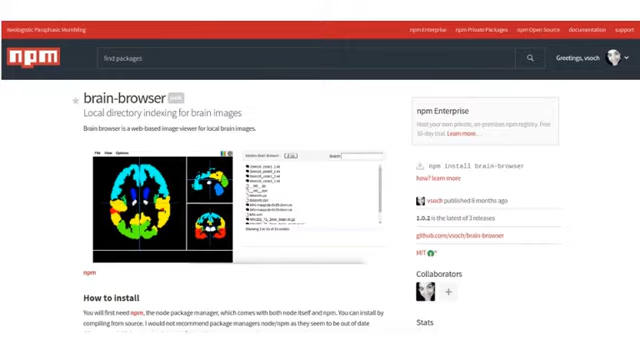 Neologistic Paraphasic Mumbling
npm Enterprise
npm Private Packages
npm Open Source
documentation
support
npm
find packages
Greetings, vsoch
brain-browser
Local directory indexing for brain images
Brain browser is a web-based image viewer for local brain images.
npm
How to install
You will first need npm, the node package manager, which comes with both node itself and npm. You can install by
compiling from source. I would not recommend package managers node/npm as they seem to be out of date
npm Enterprise
Host your own private, on-premises npm registry. Free
30-day trial. Learn more...
npm install brain-browser
how? learn more
vsoch published 8 months ago
1.0.2 is the latest of 3 releases
github.com/vsoch/brain-browser
MIT
Collaborators
+
Stats